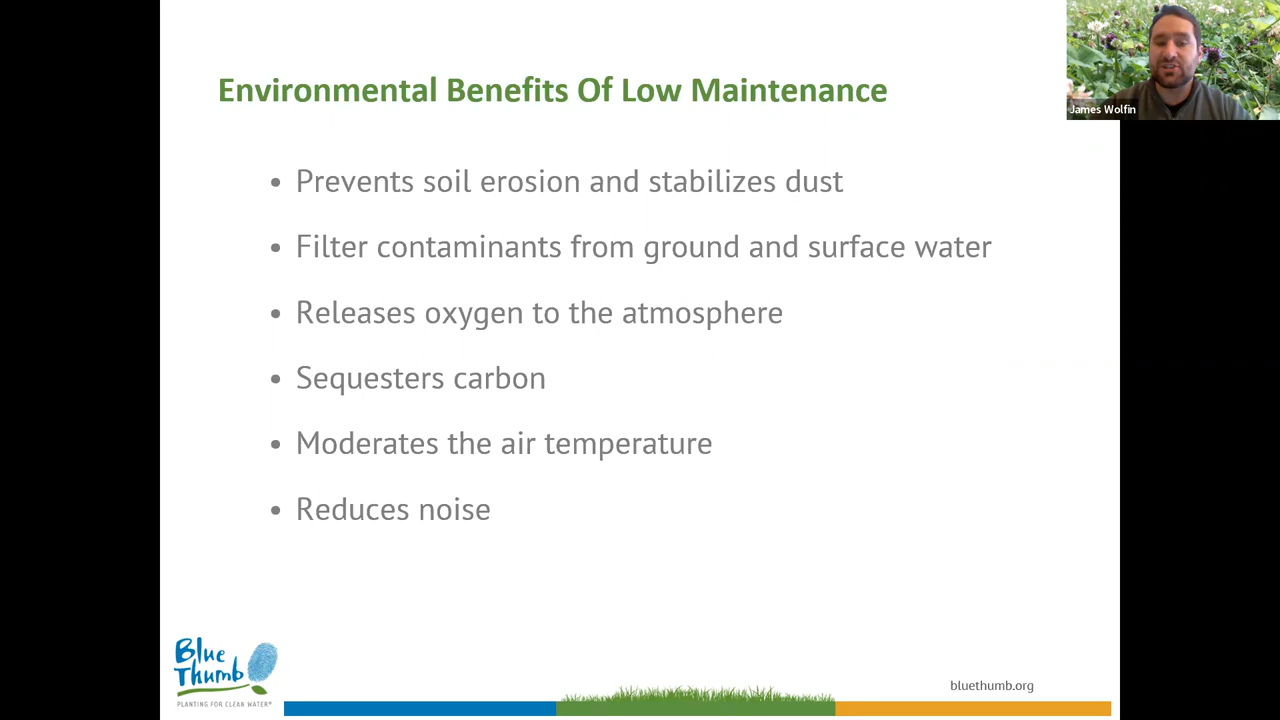 Environmental Benefits Of Low Maintenance
James Wolfin
• Prevents soil erosion and stabilizes dust
• Filter contaminants from ground and surface water
• Releases oxygen to the atmosphere
• Sequesters carbon
• Moderates the air temperature
• Reduces noise
Blue
Thumb
PLANTING FOR CLEAN WATER®
bluethumb.org